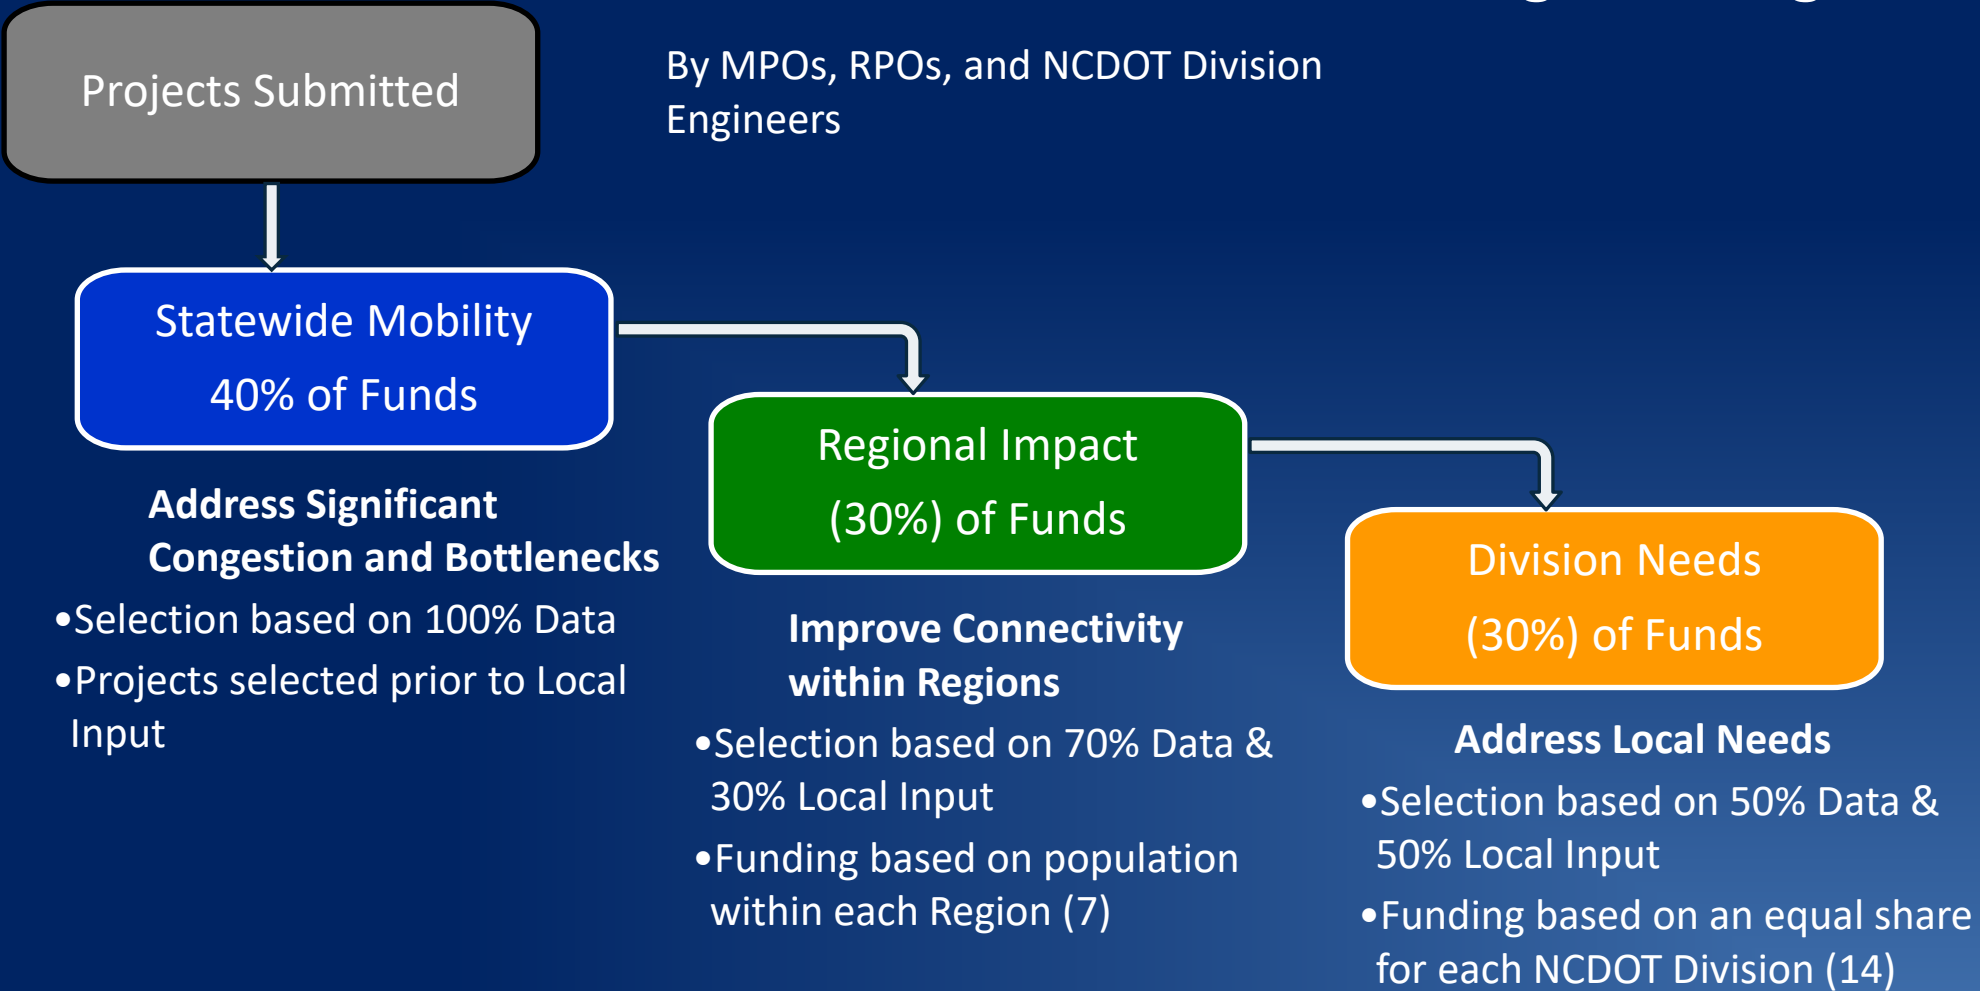 Projects Submitted
By MPOs, RPOs, and NCDOT Division
Engineers
Statewide Mobility
40% of Funds
Address Significant
Congestion and Bottlenecks
•Selection based on 100% Data
•Projects selected prior to Local
Input
Regional Impact
(30%) of Funds
Improve Connectivity
within Regions
•Selection based on 70% Data &
30% Local Input
•Funding based on population
within each Region (7)
Division Needs
(30%) of Funds
Address Local Needs
•Selection based on 50% Data &
50% Local Input
•Funding based on an equal share
for each NCDOT Division (14)